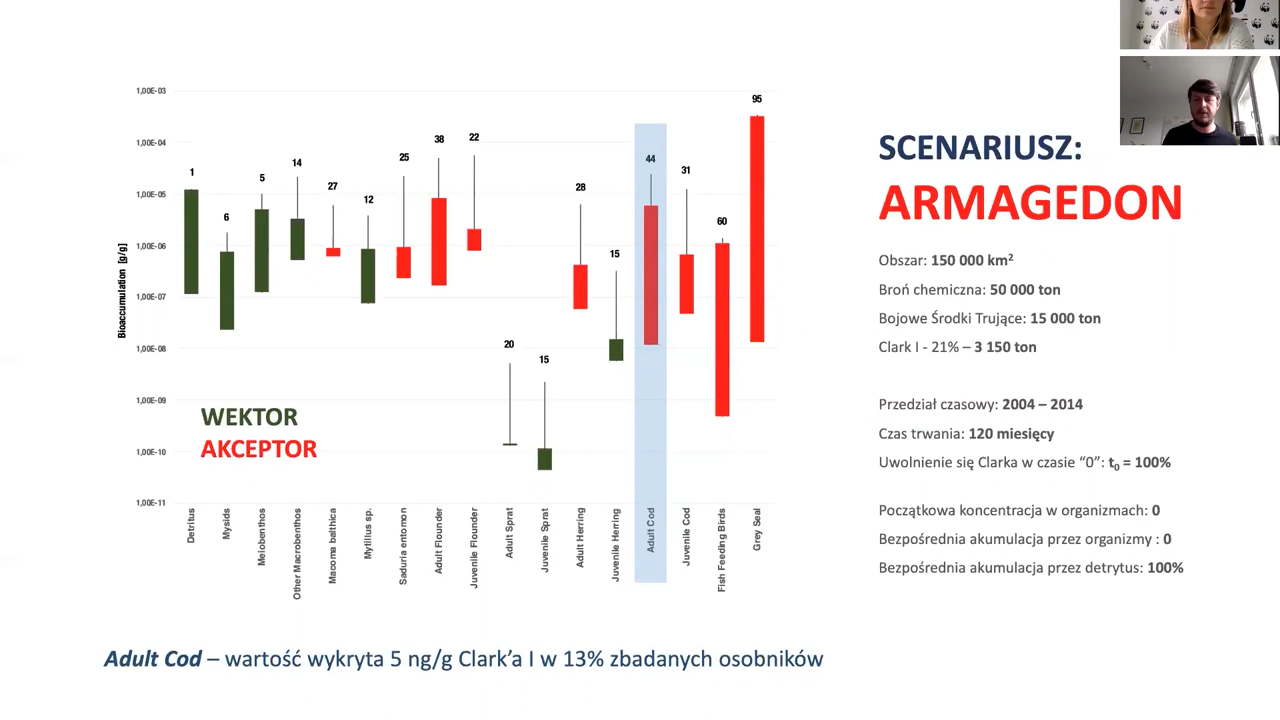 1,00E-03
1,00E-04
1,00E-05
1,00E-06
1,00E-07
1,00E-08
1,00E-09
1,00E-10
1,00E-11
Bioaccumulation [g/g]
1
6
5
14
27
12
25
38
22
20
15
28
15
44
31
60
95
WEKTOR
AKCEPTOR
Detritus
Mysids
Meiobenthos
Other Macrobenthos
Macoma balthica
Mytillus sp.
Saduria entomon
Adult Flounder
Juvenile Flounder
Adult Sprat
Juvenile Sprat
Adult Herring
Juvenile Herring
Adult Cod
Juvenile Cod
Fish Feeding Birds
Grey Seal
SCENARIUSZ:
ARMAGEDON
Obszar: 150 000 km²
Broń chemiczna: 50 000 ton
Bojowe Środki Trujące: 15 000 ton
Clark I - 21% – 3 150 ton
Przedział czasowy: 2004 – 2014
Czas trwania: 120 miesięcy
Uwolnienie się Clarka w czasie “0”: t₀ = 100%
Początkowa koncentracja w organizmach: 0
Bezpośrednia akumulacja przez organizmy : 0
Bezpośrednia akumulacja przez detrytus: 100%
Adult Cod – wartość wykryta 5 ng/g Clark’a I w 13% zbadanych osobników